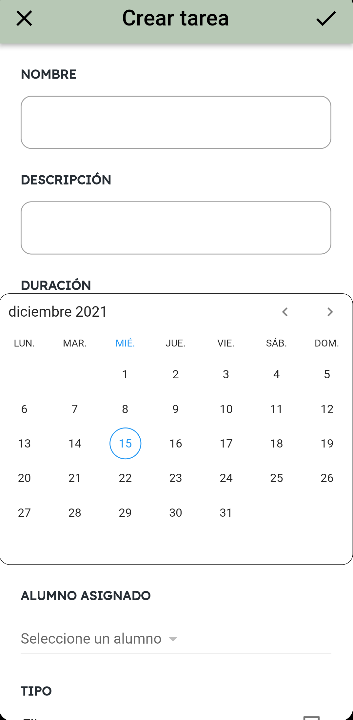 Crear tarea
NOMBRE
DESCRIPCIÓN
DURACIÓN
diciembre 2021
LUN. MAR. MIÉ. JUE. VIE. SÁB. DOM.
1 2 3 4 5
6 7 8 9 10 11 12
13 14 15 16 17 18 19
20 21 22 23 24 25 26
27 28 29 30 31
ALUMNO ASIGNADO
Seleccione un alumno
TIPO